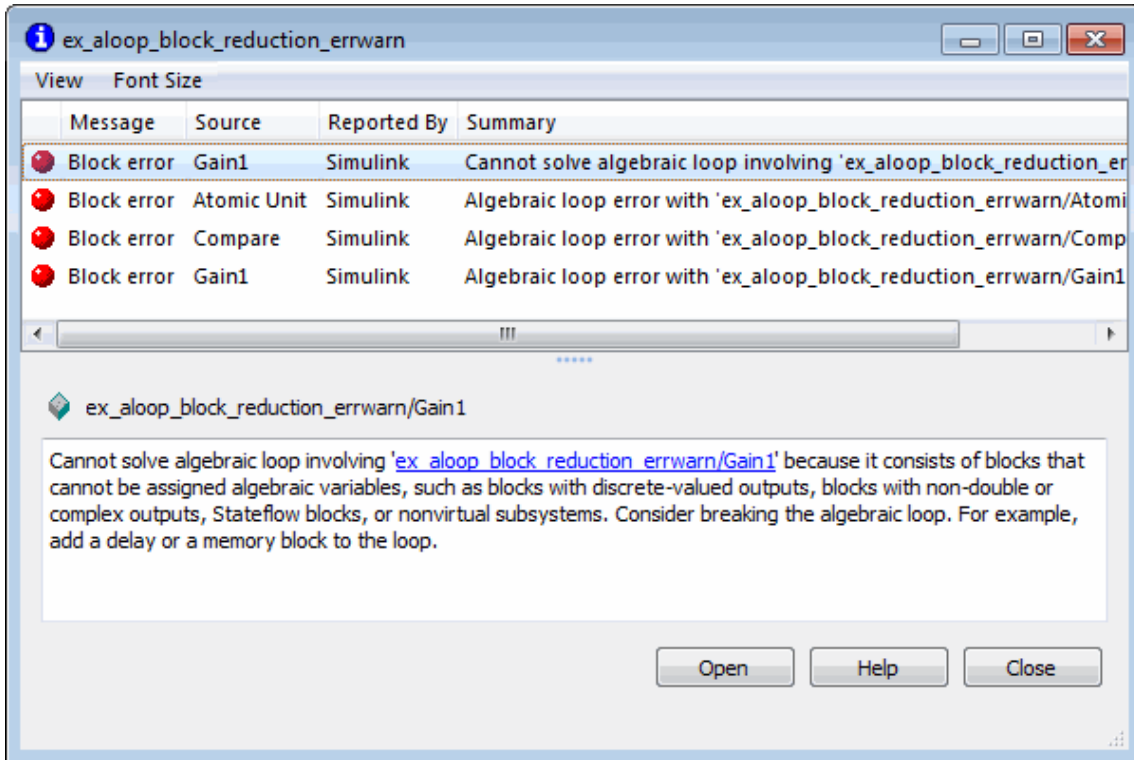 ex_aloop_block_reduction_errwarn
View Font Size
Message Source Reported By Summary
Block error Gain1 Simulink Cannot solve algebraic loop involving 'ex_aloop_block_reduction_er
Block error Atomic Unit Simulink Algebraic loop error with 'ex_aloop_block_reduction_errwarn/Atomi
Block error Compare Simulink Algebraic loop error with 'ex_aloop_block_reduction_errwarn/Comp
Block error Gain1 Simulink Algebraic loop error with 'ex_aloop_block_reduction_errwarn/Gain1
ex_aloop_block_reduction_errwarn/Gain1
Cannot solve algebraic loop involving 'ex_aloop_block_reduction_errwarn/Gain1' because it consists of blocks that
cannot be assigned algebraic variables, such as blocks with discrete-valued outputs, blocks with non-double or
complex outputs, Stateflow blocks, or nonvirtual subsystems. Consider breaking the algebraic loop. For example,
add a delay or a memory block to the loop.
Open Help Close